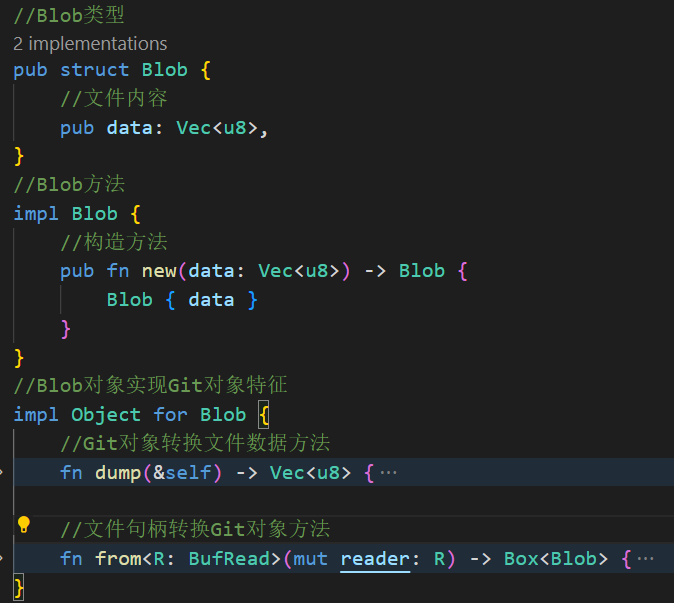 //Blob类型
2 implementations
pub struct Blob {
//文件内容
pub data: Vec<u8>,
}
//Blob方法
impl Blob {
//构造方法
pub fn new(data: Vec<u8>) -> Blob {
Blob { data }
}
}
//Blob对象实现Git对象特征
impl Object for Blob {
//Git对象转换文件数据方法
fn dump(&self) -> Vec<u8> {⋯
//文件句柄转换Git对象方法
fn from<R: BufRead>(mut reader: R) -> Box<Blob> {⋯
}